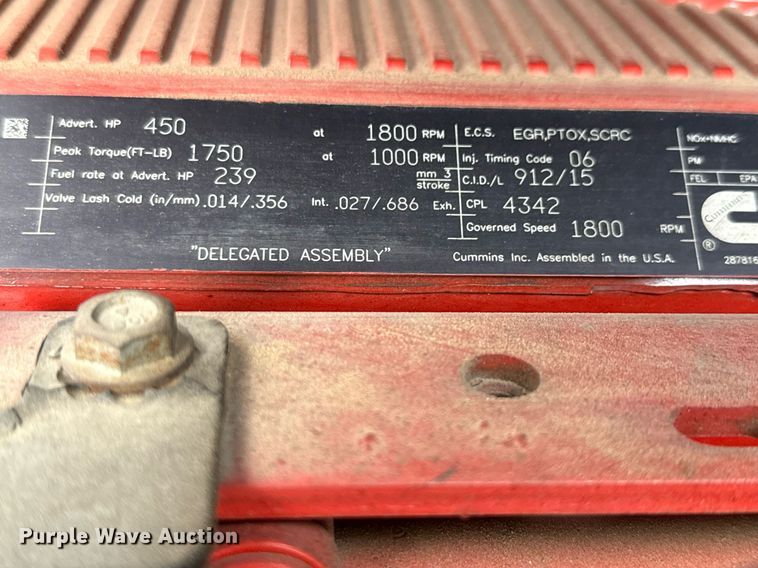 Advert. HP 450 at 1800 RPM E.C.S. EGR,PTOX,SCRC NOx+NMHC
Peak Torque(FT-LB) 1750 at 1000 RPM Inj. Timing Code 06 PM
Fuel rate at Advert. HP 239 mm 3 stroke C.I.D./L 912/15 FEL EPA
Valve Lash Cold (in/mm) .014/.356 Int. .027/.686 Exh. CPL 4342 Cummins
Governed Speed 1800 RPM
"DELEGATED ASSEMBLY" Cummins Inc. Assembled in the U.S.A. ® 287816
Purple Wave Auction